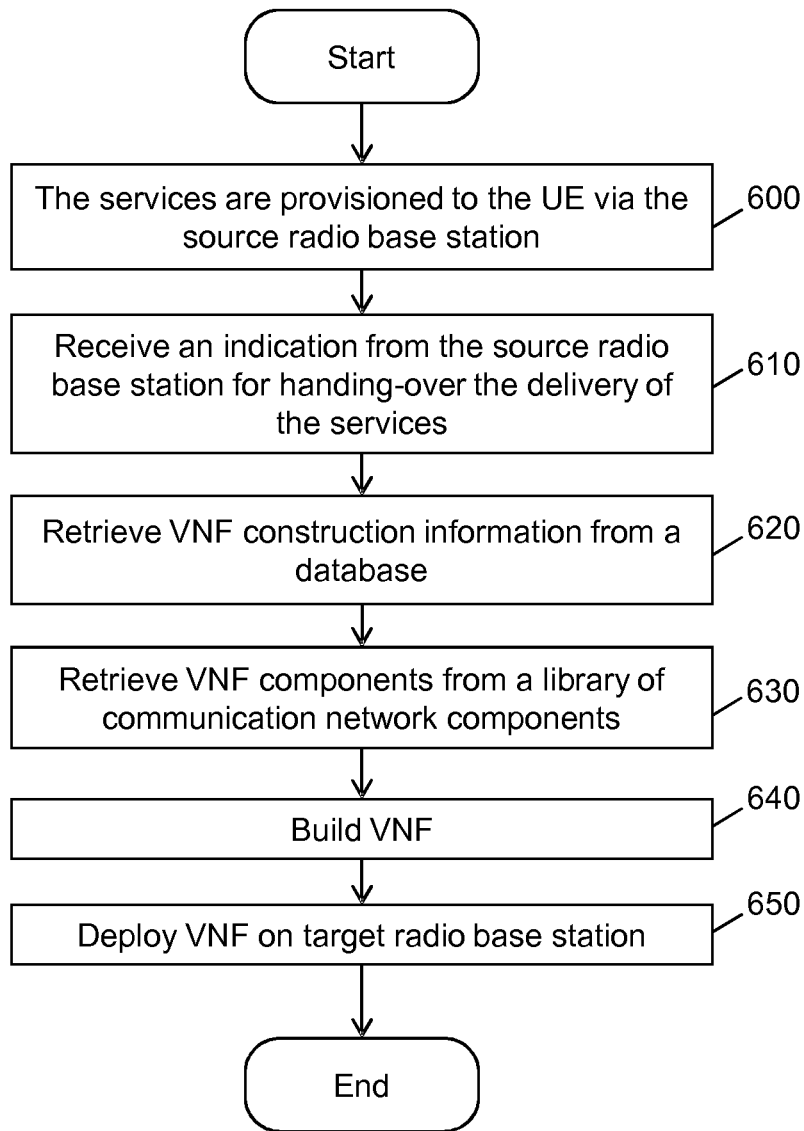 Start
The services are provisioned to the UE via the
source radio base station
600
Receive an indication from the source radio
base station for handing-over the delivery of
the services
610
Retrieve VNF construction information from a
database
620
Retrieve VNF components from a library of
communication network components
630
Build VNF
640
Deploy VNF on target radio base station
650
End